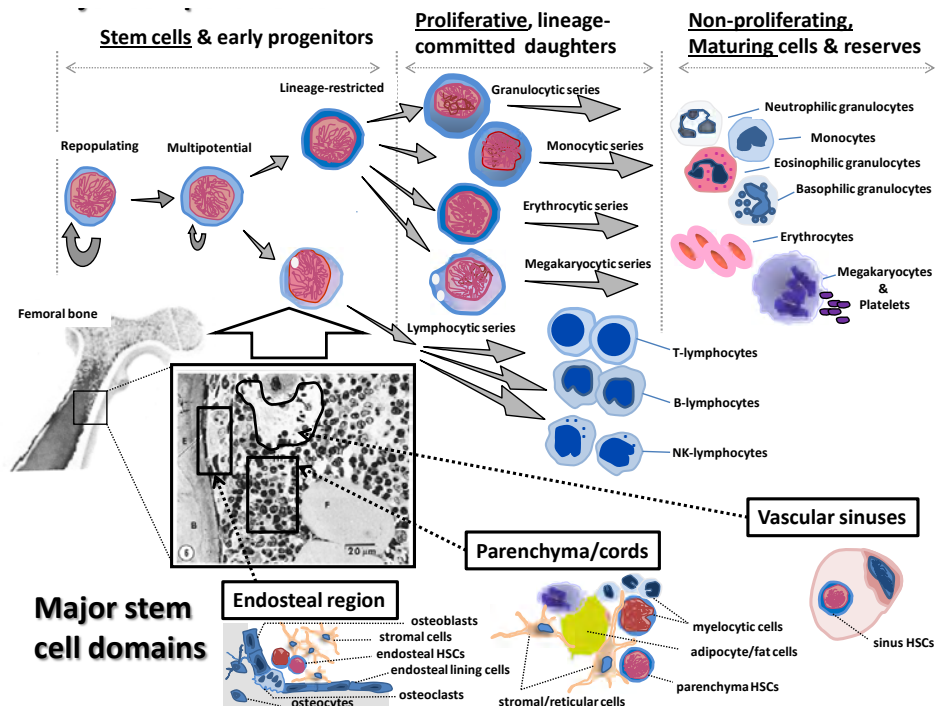 Stem cells & early progenitors
Proliferative, lineage-
committed daughters
Non-proliferating,
Maturing cells & reserves
Lineage-restricted
Granulocytic series
Neutrophilic granulocytes
Repopulating
Multipotential
Monocytic series
Monocytes
Eosinophilic granulocytes
Basophilic granulocytes
Erythrocytic series
Erythrocytes
Megakaryocytic series
Megakaryocytes
&
Platelets
Femoral bone
Lymphocytic series
T-lymphocytes
B-lymphocytes
NK-lymphocytes
E
B
F
5
20 μm
Vascular sinuses
Parenchyma/cords
Endosteal region
Major stem
cell domains
osteoblasts
stromal cells
endosteal HSCs
endosteal lining cells
osteoclasts
osteocytes
myelocytic cells
adipocyte/fat cells
parenchyma HSCs
stromal/reticular cells
sinus HSCs